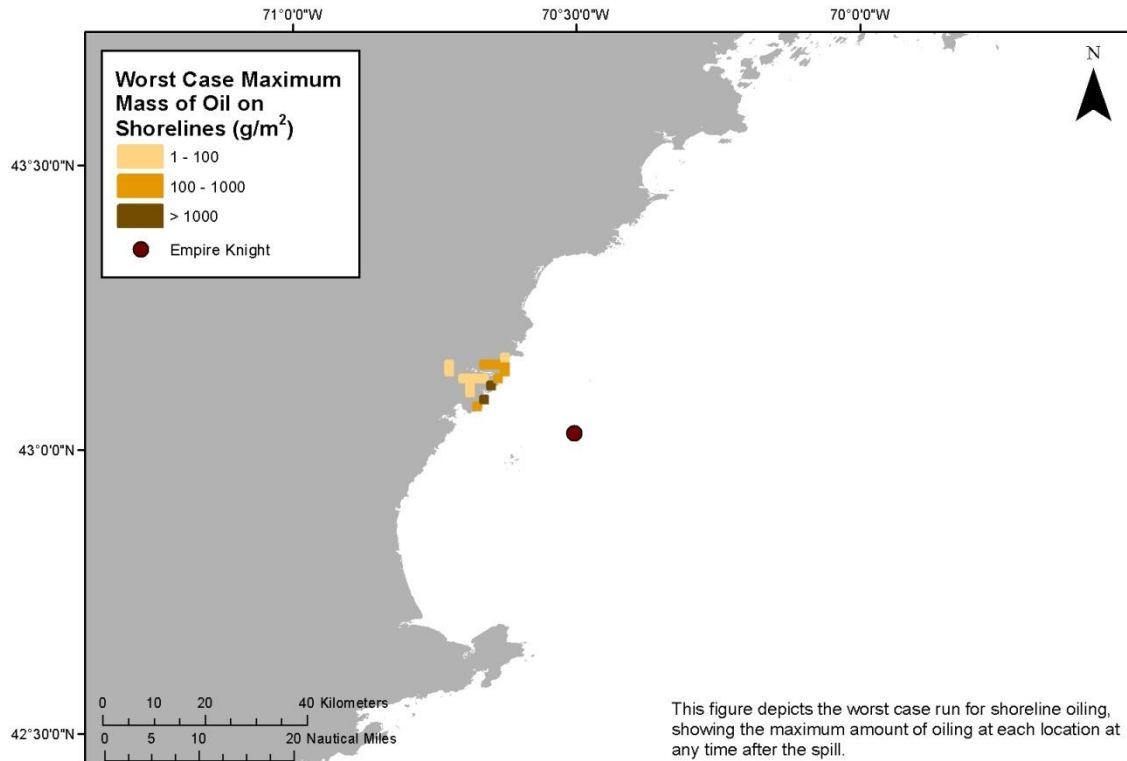 71°0'0"W 70°30'0"W 70°0'0"W
N
Worst Case Maximum
Mass of Oil on
Shorelines (g/m²)
1 - 100
100 - 1000
> 1000
Empire Knight
43°30'0"N
43°0'0"N
42°30'0"N
0 10 20 40 Kilometers
0 5 10 20 Nautical Miles
This figure depicts the worst case run for shoreline oiling,
showing the maximum amount of oiling at each location at
any time after the spill.